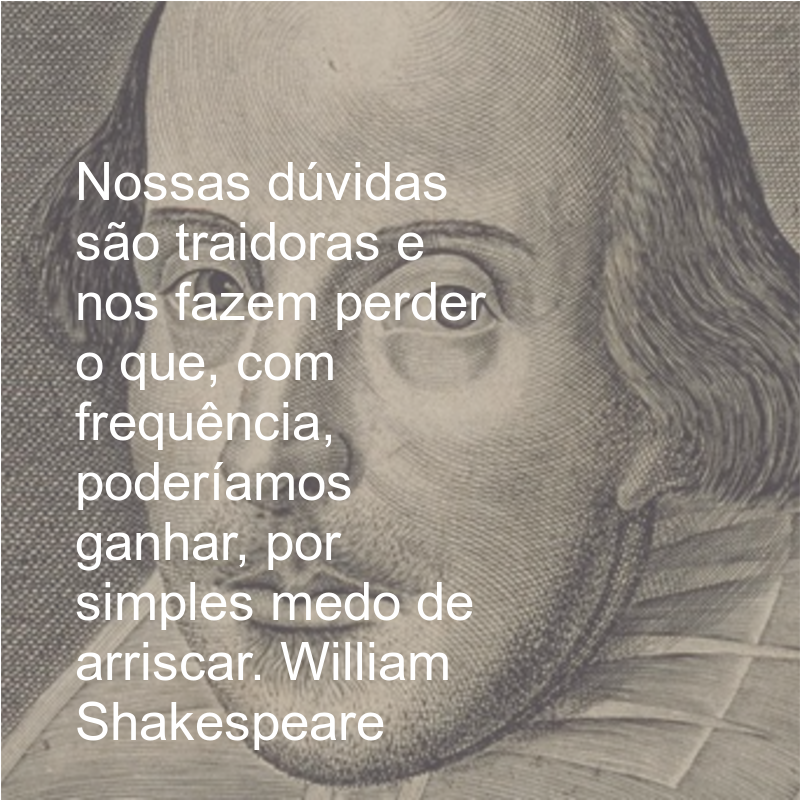 Nossas dúvidas
são traidoras e
nos fazem perder
o que, com
frequência,
poderíamos
ganhar, por
simples medo de
arriscar. William
Shakespeare